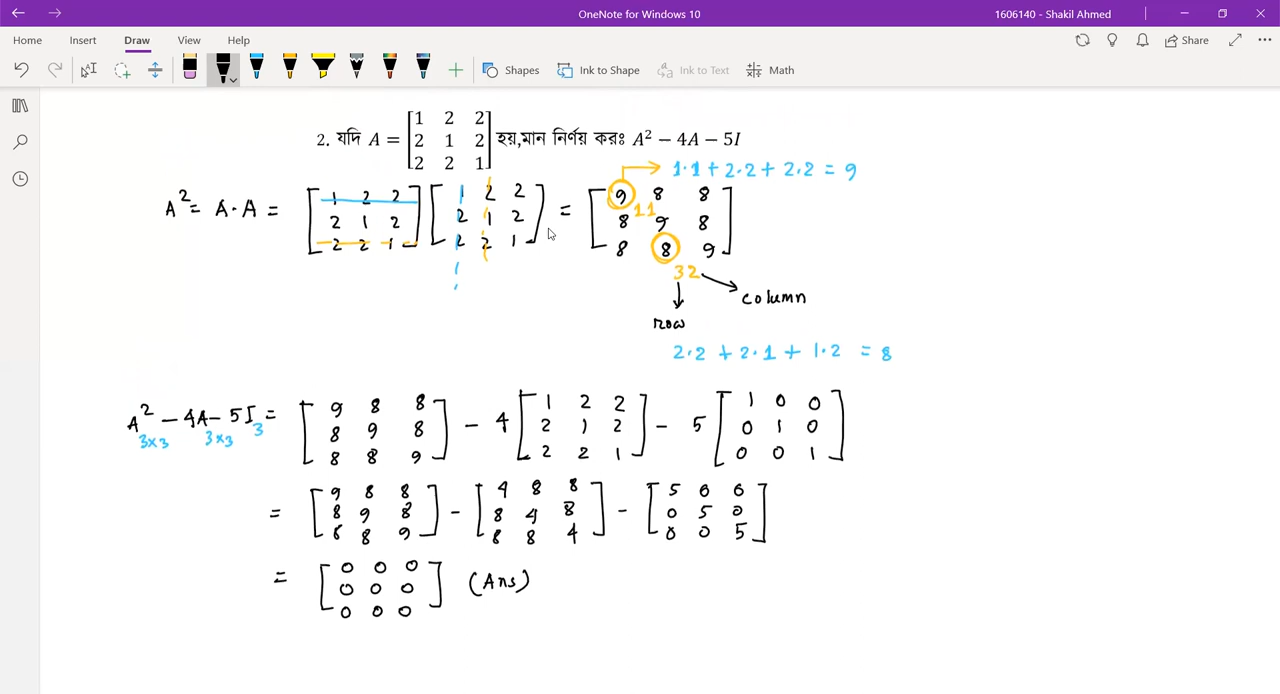 OneNote for Windows 10
1606140 - Shakil Ahmed
Home Insert Draw View Help
Share
Shapes Ink to Shape Ink to Text Math
2. যদি A = [1 2 2; 2 1 2; 2 2 1] হয়,মান নির্ণয় করঃ A² − 4A − 5I
1·1 + 2·2 + 2·2 = 9
A² = A·A = [1 2 2; 2 1 2; 2 2 1] [1 2 2; 2 1 2; 2 2 1] = [9 8 8; 8 9 8; 8 8 9]
11
32
column
row
2·2 + 2·1 + 1·2 = 8
A² − 4A − 5I₃ = [9 8 8; 8 9 8; 8 8 9] − 4 [1 2 2; 2 1 2; 2 2 1] − 5 [1 0 0; 0 1 0; 0 0 1]
3x3 3x3
= [9 8 8; 8 9 8; 8 8 9] − [4 8 8; 8 4 8; 8 8 4] − [5 0 0; 0 5 0; 0 0 5]
= [0 0 0; 0 0 0; 0 0 0] (Ans)